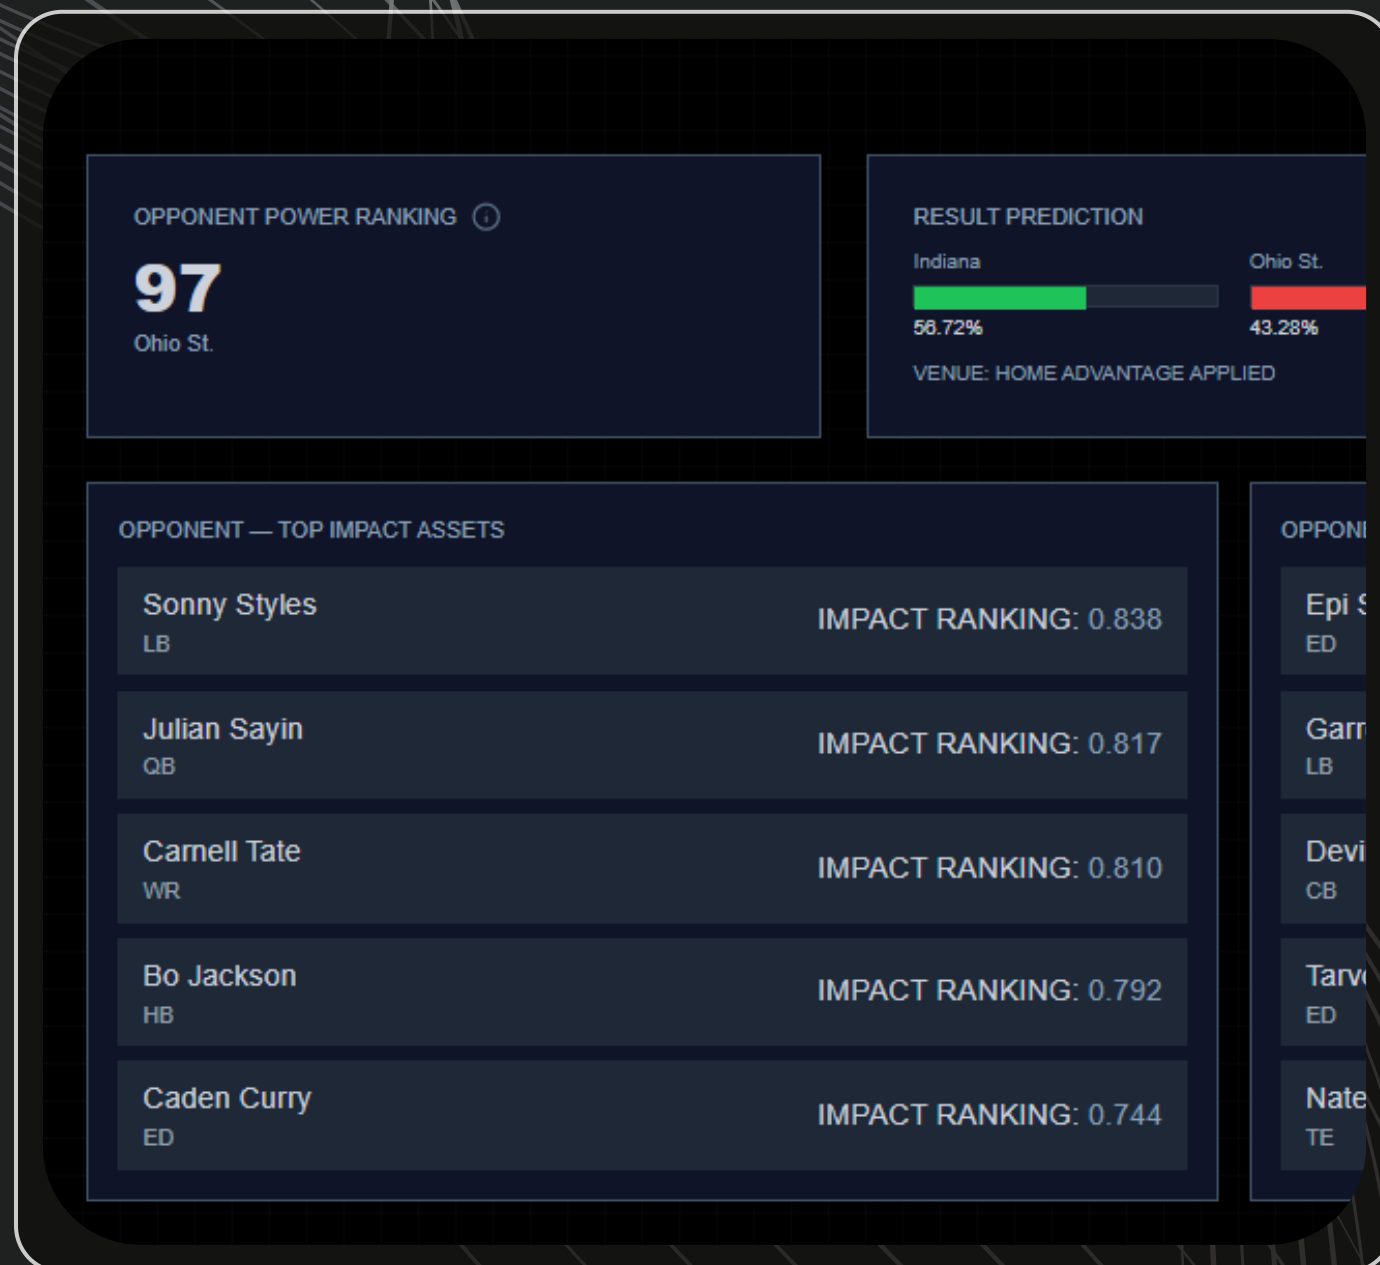 OPPONENT POWER RANKING
97
Ohio St.
RESULT PREDICTION
Indiana
Ohio St.
56.72%
43.28%
VENUE: HOME ADVANTAGE APPLIED
OPPONENT — TOP IMPACT ASSETS
Sonny Styles
LB
IMPACT RANKING: 0.838
Julian Sayin
QB
IMPACT RANKING: 0.817
Carnell Tate
WR
IMPACT RANKING: 0.810
Bo Jackson
HB
IMPACT RANKING: 0.792
Caden Curry
ED
IMPACT RANKING: 0.744
Epi
ED
LB
CB
ED
Nate
TE